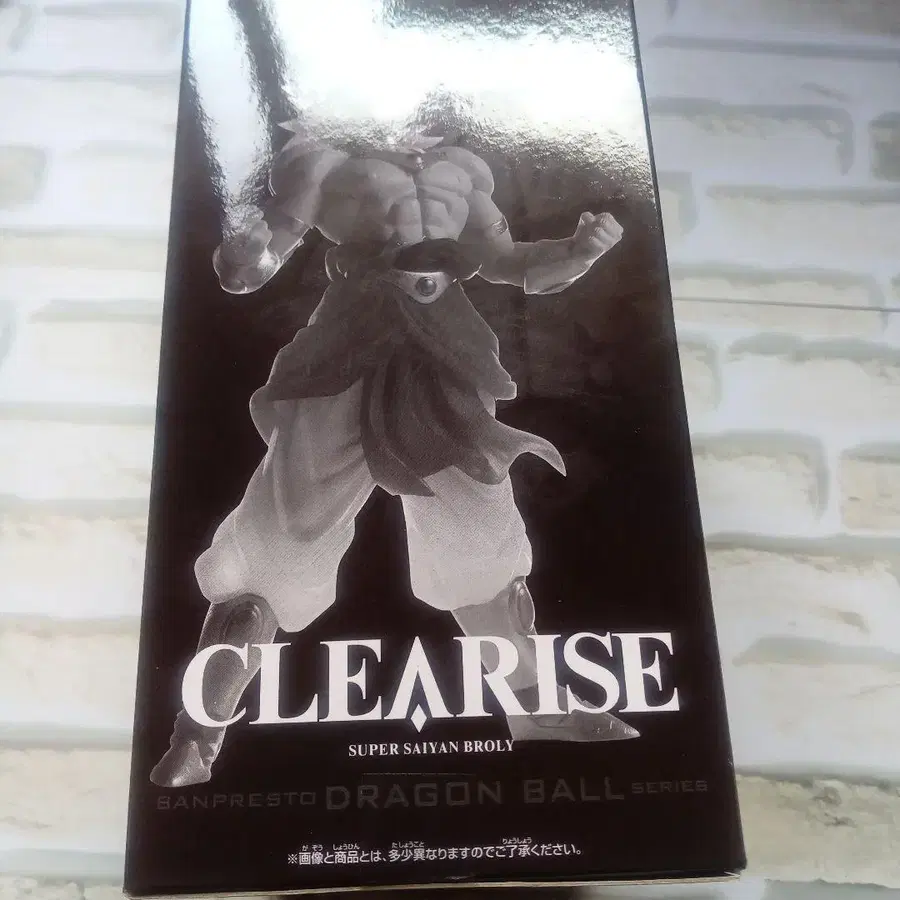 CLEARISE
SUPER SAIYAN BROLY
BANPRESTO DRAGON BALL SERIES
※画像と商品とは、多少異なりますのでご了承ください。